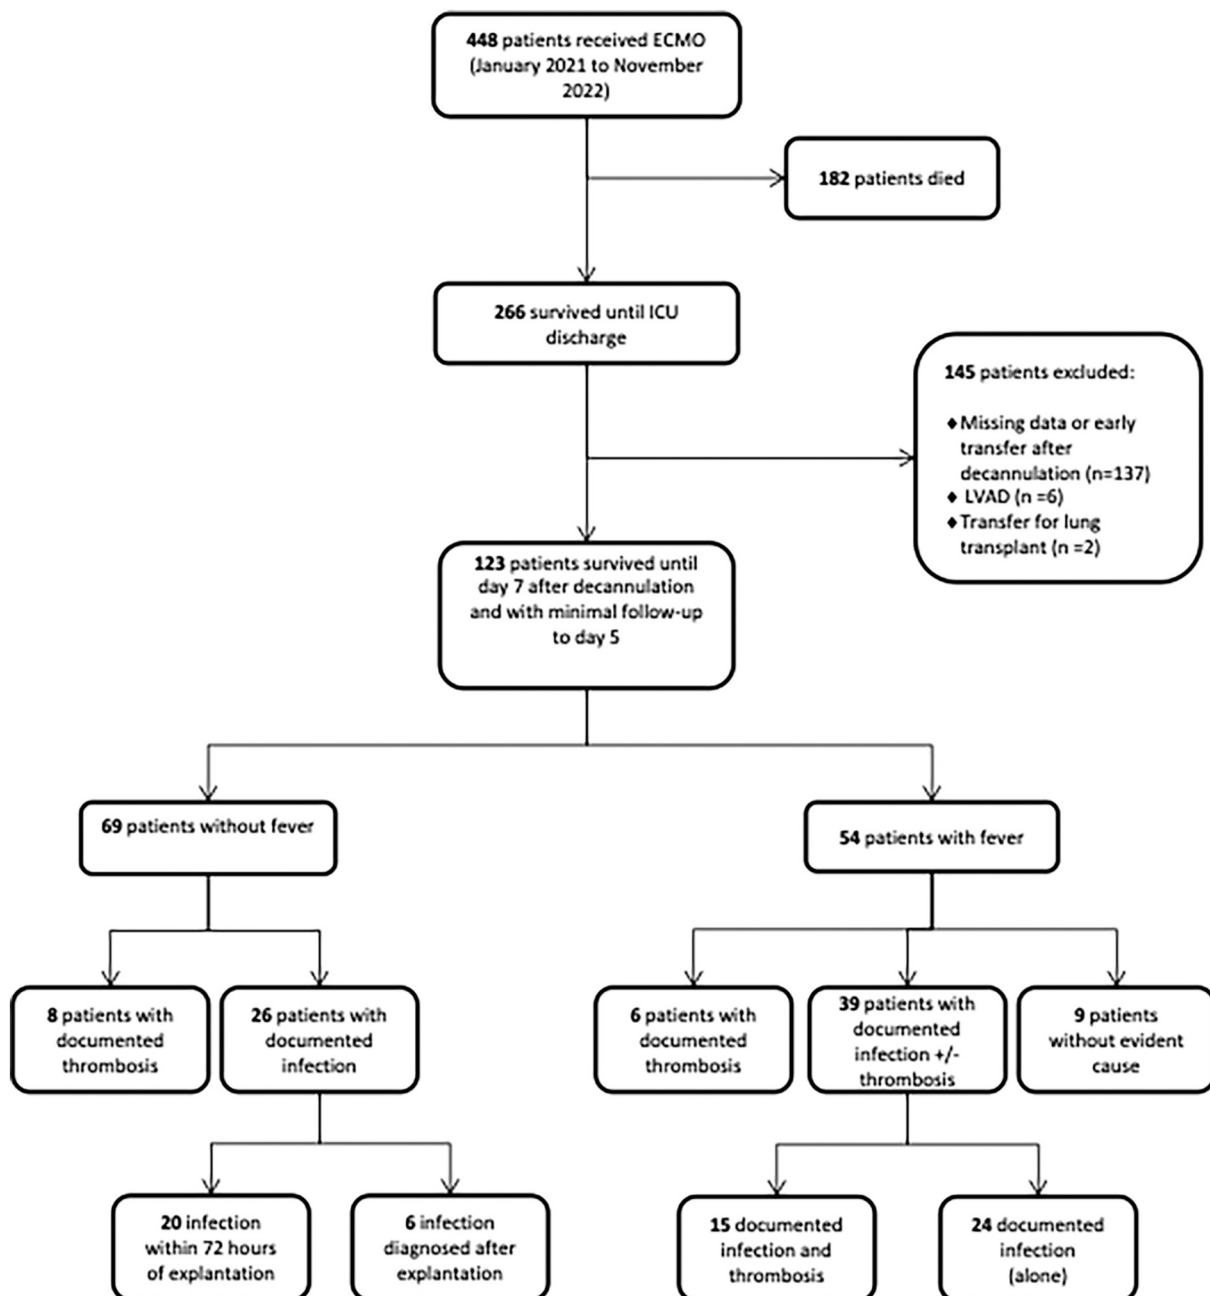 448 patients received ECMO
(January 2021 to November
2022)
182 patients died
266 survived until ICU
discharge
145 patients excluded:
♦Missing data or early
transfer after
decannulation (n=137)
♦ LVAD (n =6)
♦Transfer for lung
transplant (n =2)
123 patients survived until
day 7 after decannulation
and with minimal follow-up
to day 5
69 patients without fever
54 patients with fever
8 patients with
documented
thrombosis
26 patients with
documented
infection
6 patients with
documented
thrombosis
39 patients with
documented
infection +/-
thrombosis
9 patients
without evident
cause
20 infection
within 72 hours
of explantation
6 infection
diagnosed after
explantation
15 documented
infection and
thrombosis
24 documented
infection
(alone)